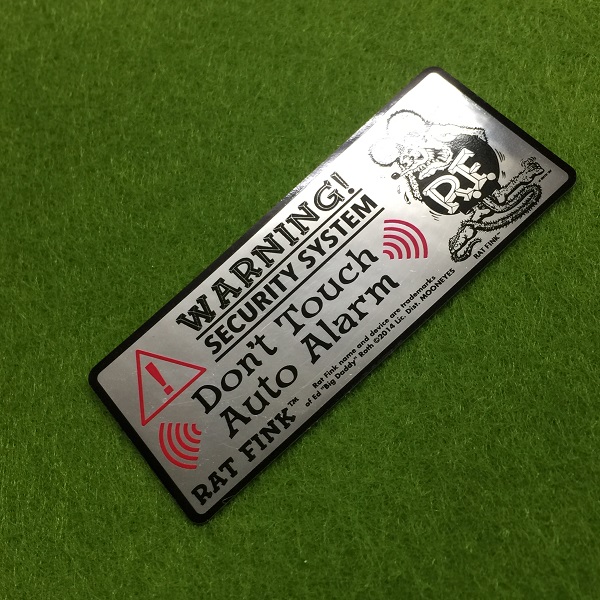 WARNING!
SECURITY SYSTEM
Don't Touch
Auto Alarm
RAT FINK™
Rat Fink name and device are trademarks
of Ed "Big Daddy" Roth ©2014 Lic. Dist. MOONEYES
R.F.
RAT FINK